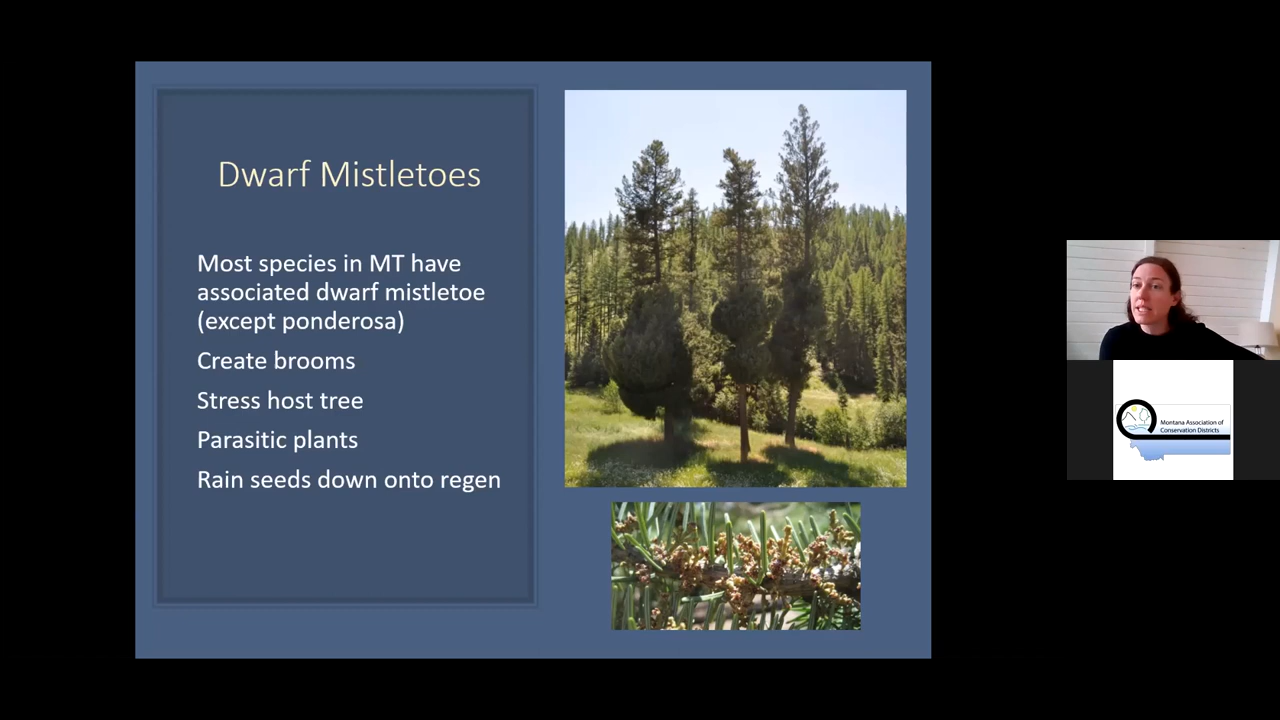 Dwarf Mistletoes
Most species in MT have
associated dwarf mistletoe
(except ponderosa)
Create brooms
Stress host tree
Parasitic plants
Rain seeds down onto regen
Montana Association of
Conservation Districts